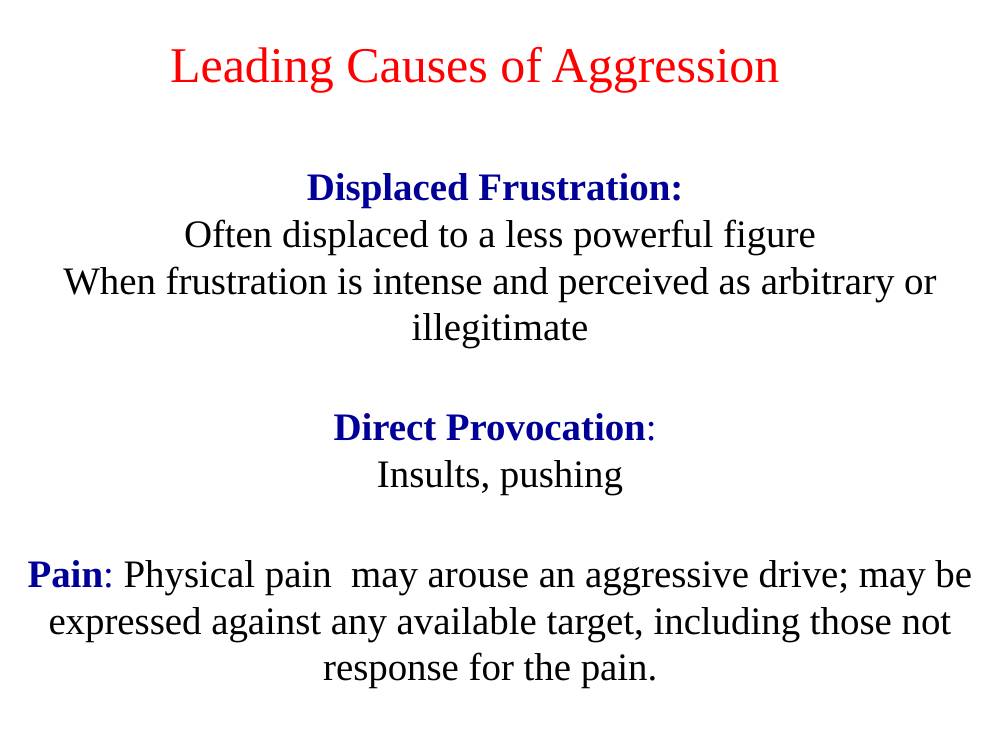 Leading Causes of Aggression
Displaced Frustration:
Often displaced to a less powerful figure
When frustration is intense and perceived as arbitrary or
illegitimate
Direct Provocation:
Insults, pushing
Pain: Physical pain  may arouse an aggressive drive; may be
expressed against any available target, including those not
response for the pain.